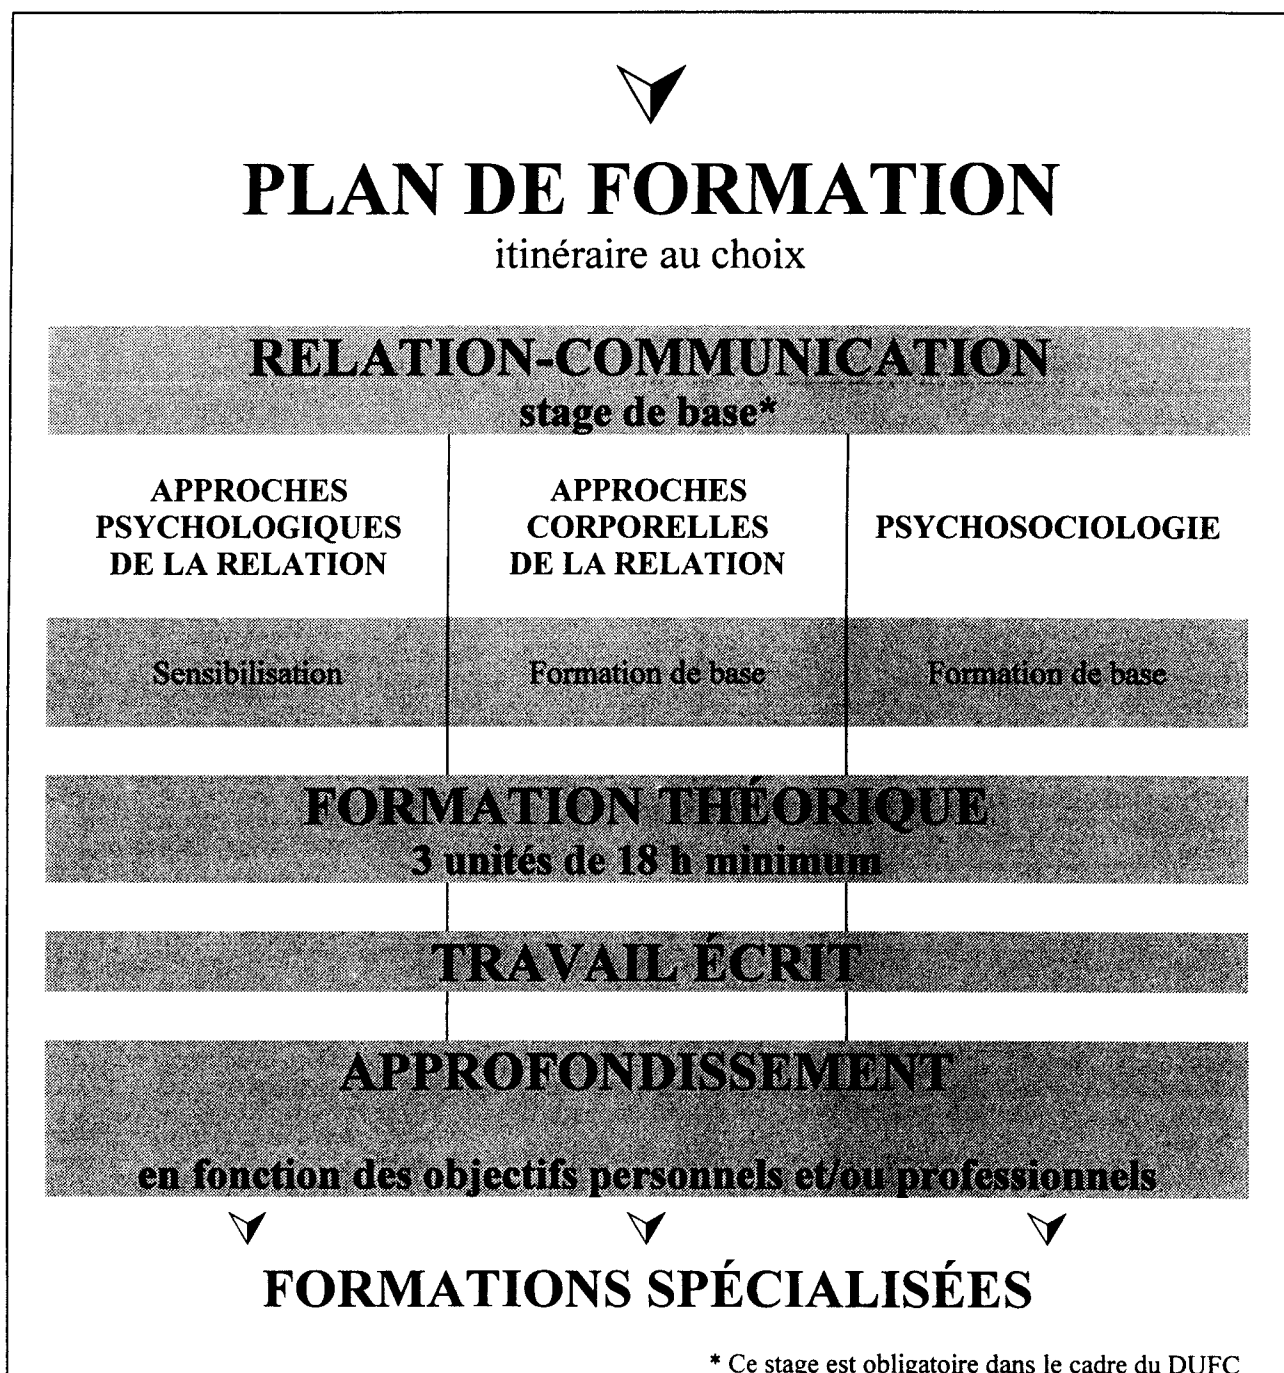 PLAN DE FORMATION
itinéraire au choix
RELATION-COMMUNICATION
stage de base*
APPROCHES
PSYCHOLOGIQUES
DE LA RELATION
APPROCHES
CORPORELLES
DE LA RELATION
PSYCHOSOCIOLOGIE
Sensibilisation
Formation de base
Formation de base
FORMATION THÉORIQUE
3 unités de 18 h minimum
TRAVAIL ÉCRIT
APPROFONDISSEMENT
en fonction des objectifs personnels et/ou professionnels
FORMATIONS SPÉCIALISÉES
* Ce stage est obligatoire dans le cadre du DUFC